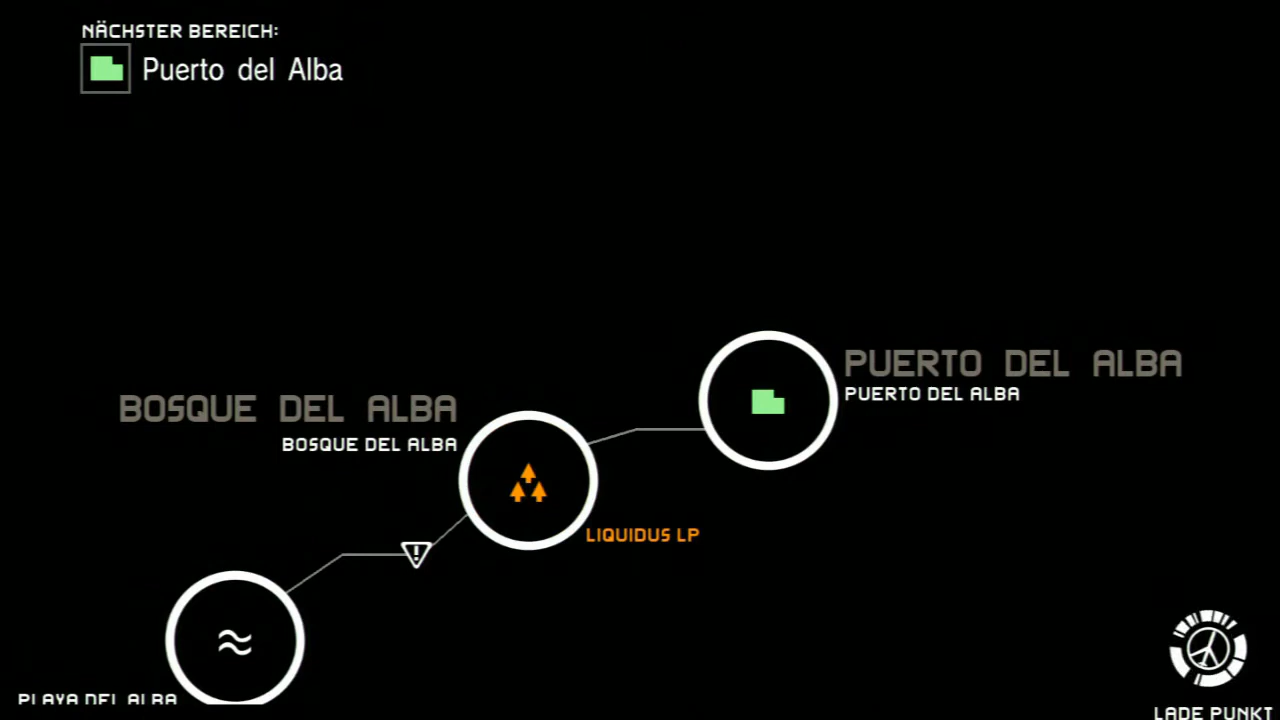 NÄCHSTER BEREICH:
Puerto del Alba
PUERTO DEL ALBA
PUERTO DEL ALBA
BOSQUE DEL ALBA
BOSQUE DEL ALBA
LIQUIDUS LP
PLAYA DEL ALBA
LADE PUNKT